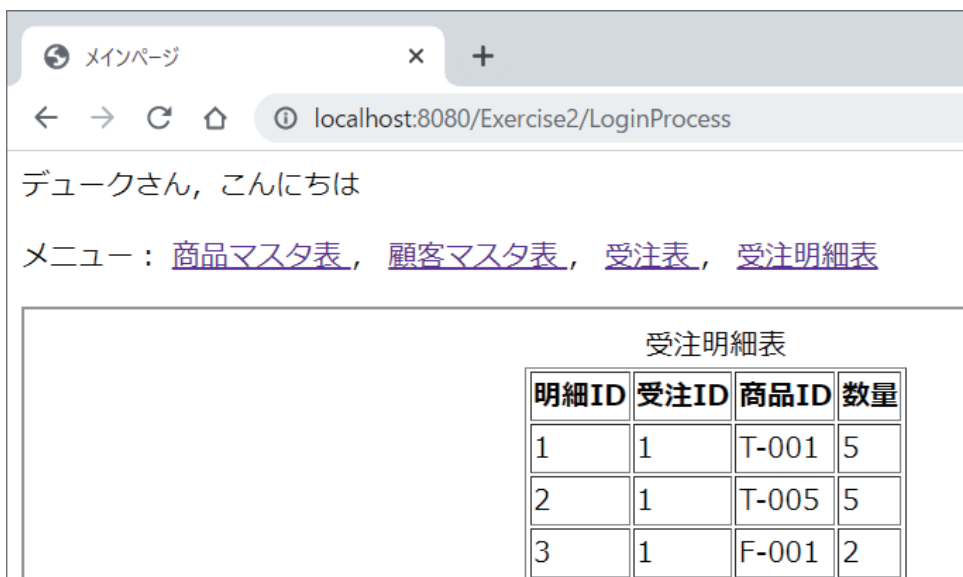 メインページ
localhost:8080/Exercise2/LoginProcess
デュークさん，こんにちは
メニュー： 商品マスタ表 ， 顧客マスタ表 ， 受注表 ， 受注明細表
受注明細表
明細ID 受注ID 商品ID 数量
1 1 T-001 5
2 1 T-005 5
3 1 F-001 2